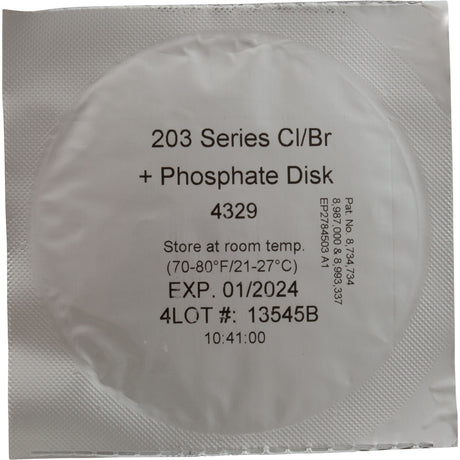 203 Series Cl/Br
+ Phosphate Disk
4329
Store at room temp.
(70-80°F/21-27°C)
EXP. 01/2024
4LOT #: 13545B
10:41:00
Pat. No. 8,734,734
8,987,000 & 8,993,337
EP2784503 A1